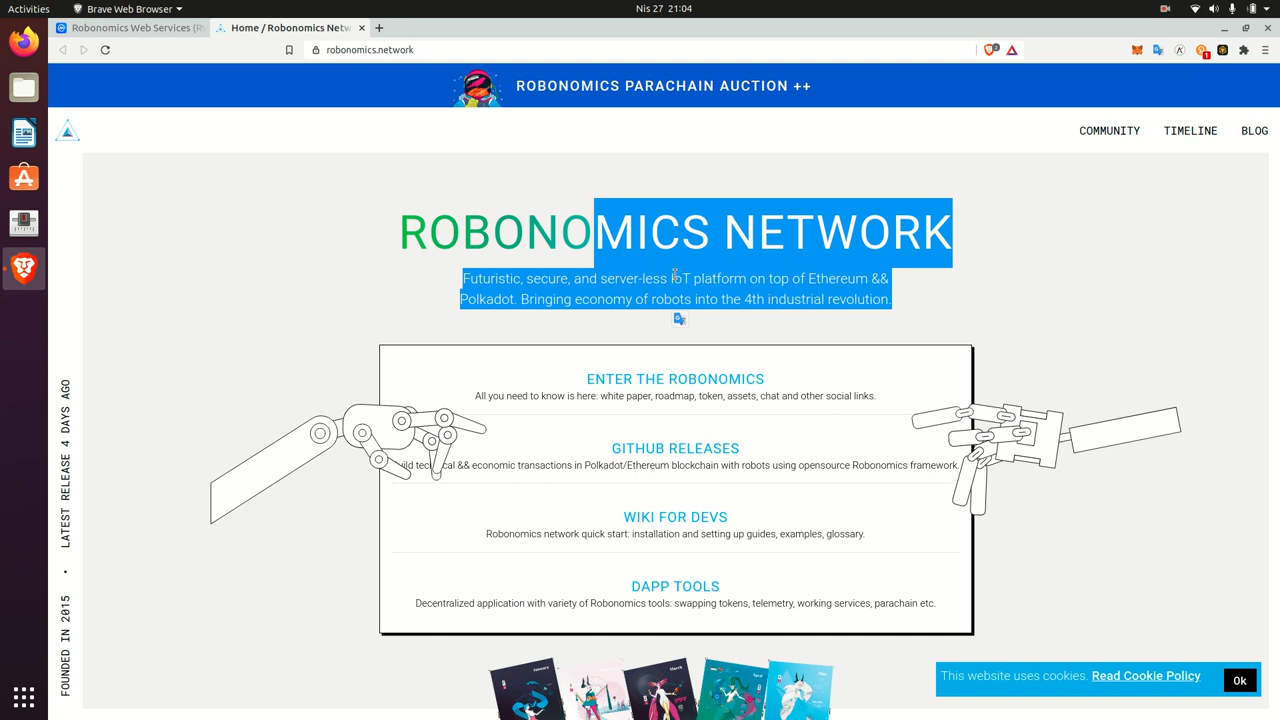 Activities
Brave Web Browser
Nis 27 21:04
Robonomics Web Services (R
Home / Robonomics Netw
robonomics.network
2
1
ROBONOMICS PARACHAIN AUCTION ++
COMMUNITY
TIMELINE
BLOG
ROBONOMICS NETWORK
Futuristic, secure, and server-less IoT platform on top of Ethereum &&
Polkadot. Bringing economy of robots into the 4th industrial revolution.
ENTER THE ROBONOMICS
All you need to know is here: white paper, roadmap, token, assets, chat and other social links.
GITHUB RELEASES
&& economic transactions in Polkadot/Ethereum blockchain with robots using opensource Robonomics framework.
WIKI FOR DEVS
Robonomics network quick start: installation and setting up guides, examples, glossary.
DAPP TOOLS
Decentralized application with variety of Robonomics tools: swapping tokens, telemetry, working services, parachain etc.
FOUNDED IN 2015 • LATEST RELEASE 4 DAYS AGO
January
March
This website uses cookies. Read Cookie Policy
Ok